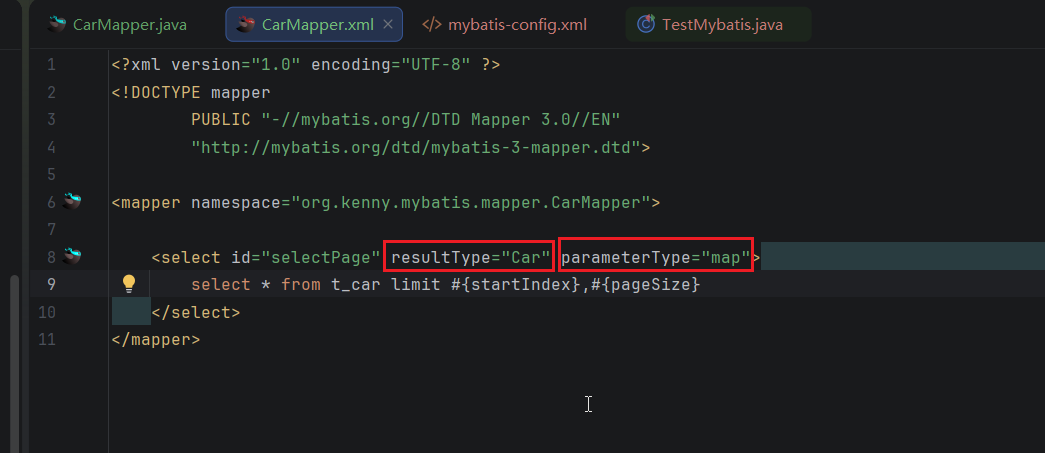 CarMapper.java CarMapper.xml mybatis-config.xml TestMybatis.java
1 <?xml version="1.0" encoding="UTF-8" ?>
2 <!DOCTYPE mapper
3 PUBLIC "-//mybatis.org//DTD Mapper 3.0//EN"
4 "http://mybatis.org/dtd/mybatis-3-mapper.dtd">
5
6 <mapper namespace="org.kenny.mybatis.mapper.CarMapper">
7
8 <select id="selectPage" resultType="Car" parameterType="map">
9 select * from t_car limit #{startIndex},#{pageSize}
10 </select>
11 </mapper>